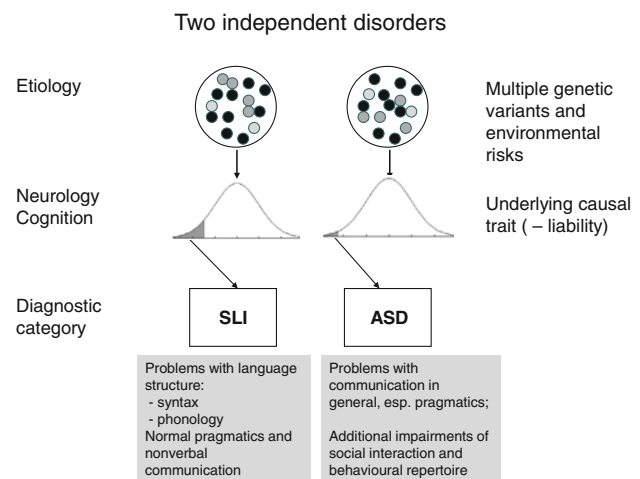 Two independent disorders
Etiology
Multiple genetic
variants and
environmental
risks
Neurology
Cognition
Underlying causal
trait ( – liability)
Diagnostic
category
SLI
ASD
Problems with language
structure:
- syntax
- phonology
Normal pragmatics and
nonverbal
communication
Problems with
communication in
general, esp. pragmatics;
Additional impairments of
social interaction and
behavioural repertoire